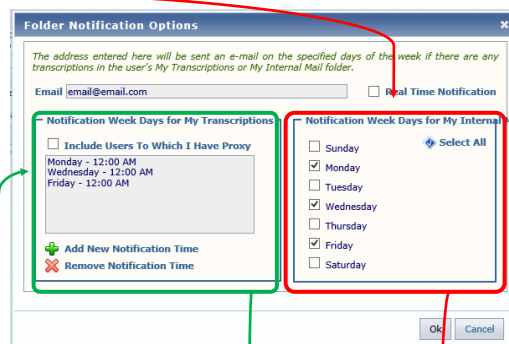 Folder Notification Options
The address entered here will be sent an e-mail on the specified days of the week if there are any
transcriptions in the user's My Transcriptions or My Internal Mail folder.
Email email@email.com
Real Time Notification
Notification Week Days for My Transcriptions
Include Users To Which I Have Proxy
Monday - 12:00 AM
Wednesday - 12:00 AM
Friday - 12:00 AM
Add New Notification Time
Remove Notification Time
Notification Week Days for My Internal
Select All
Sunday
Monday
Tuesday
Wednesday
Thursday
Friday
Saturday
Ok
Cancel